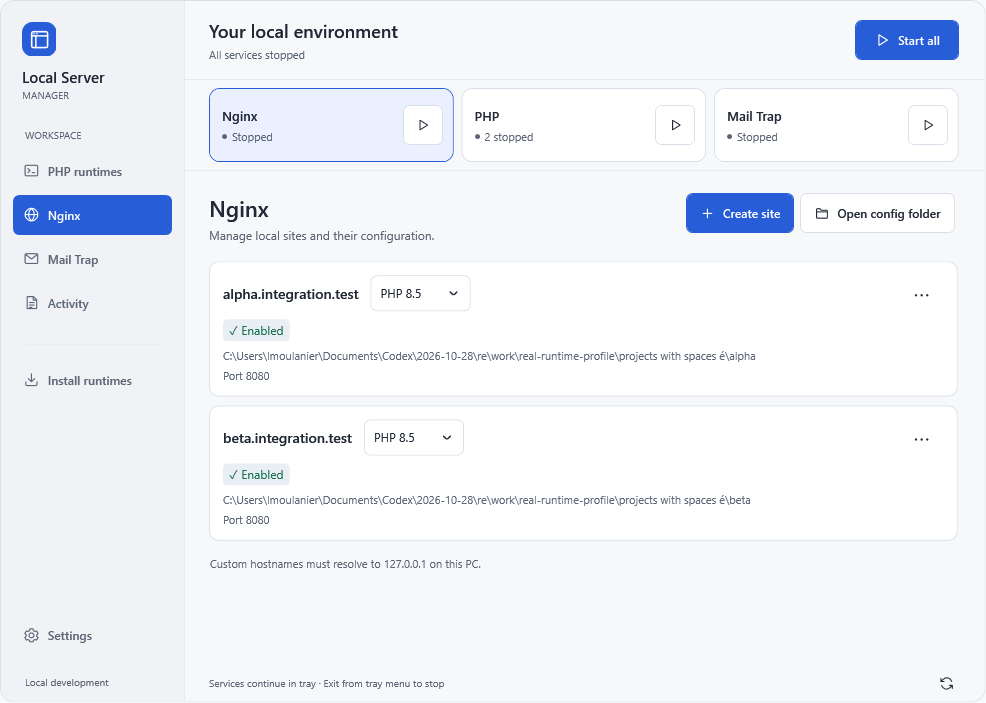 Local Server
MANAGER
WORKSPACE
PHP runtimes
Nginx
Mail Trap
Activity
Install runtimes
Settings
Local development
Your local environment
All services stopped
Start all
Nginx
Stopped
PHP
2 stopped
Mail Trap
Stopped
Nginx
Manage local sites and their configuration.
Create site
Open config folder
alpha.integration.test
PHP 8.5
✓ Enabled
C:\Users\lmoulanier\Documents\Codex\2026-10-28\re\work\real-runtime-profile\projects with spaces é\alpha
Port 8080
beta.integration.test
PHP 8.5
✓ Enabled
C:\Users\lmoulanier\Documents\Codex\2026-10-28\re\work\real-runtime-profile\projects with spaces é\beta
Port 8080
Custom hostnames must resolve to 127.0.0.1 on this PC.
Services continue in tray · Exit from tray menu to stop